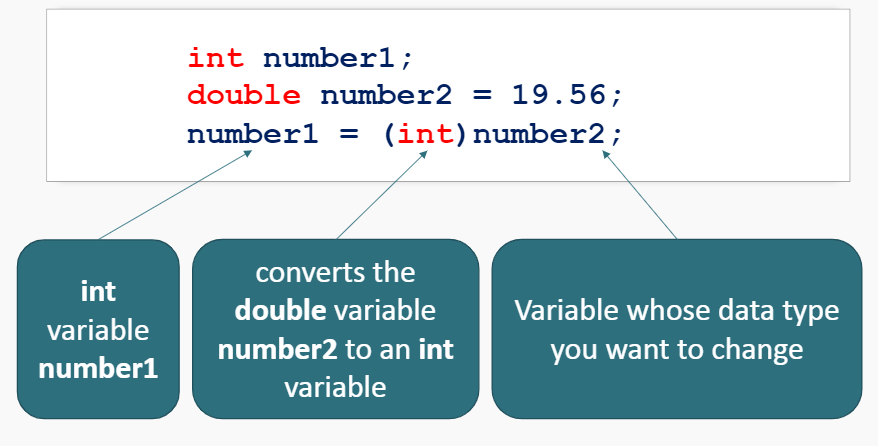 int number1;
double number2 = 19.56;
number1 = (int)number2;
int
variable
number1
converts the
double variable
number2 to an int
variable
Variable whose data type
you want to change